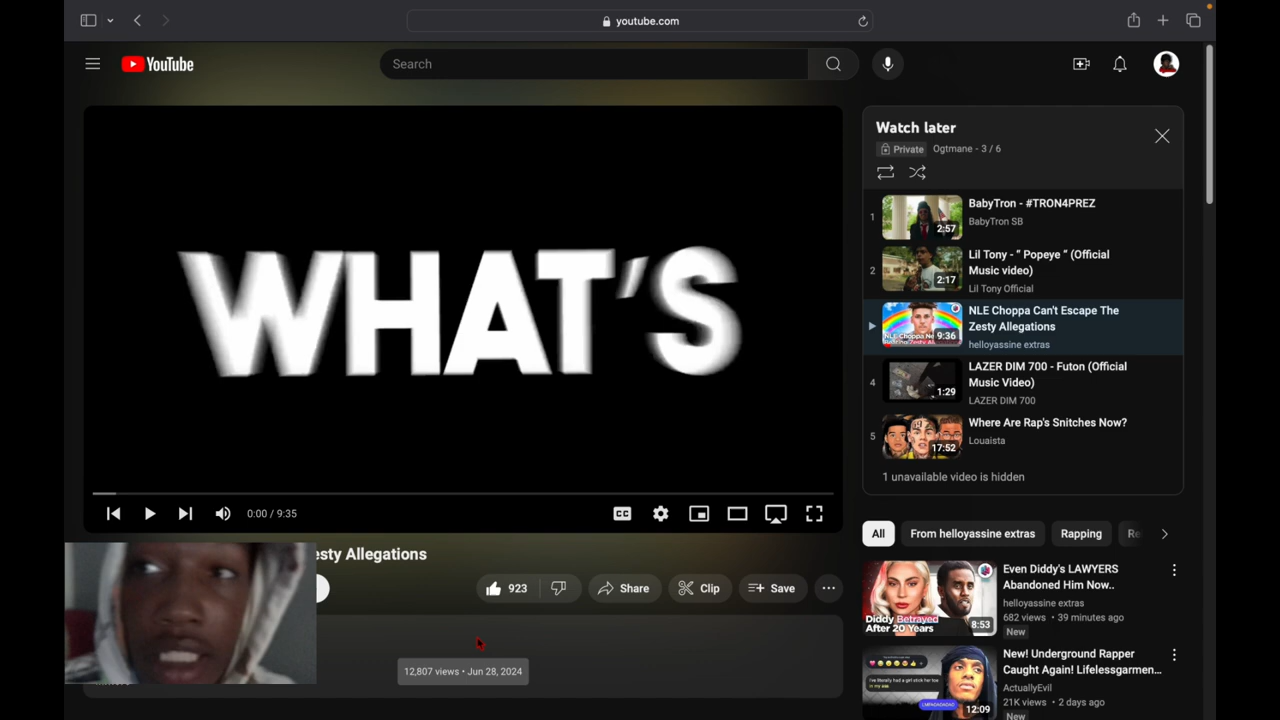 youtube.com
YouTube
Search
WHAT'S
0:00 / 9:35
CC
esty Allegations
923
Share
Clip
Save
12,807 views • Jun 28, 2024
Watch later
Private
Ogtmane - 3 / 6
1
2:57
BabyTron - #TRON4PREZ
BabyTron SB
2
2:17
Lil Tony - “ Popeye “ (Official
Music video)
Lil Tony Official
9:36
NLE Choppa Can't Escape The
Zesty Allegations
helloyassine extras
4
1:29
LAZER DIM 700 - Futon (Official
Music Video)
LAZER DIM 700
5
17:52
Where Are Rap's Snitches Now?
Louaista
1 unavailable video is hidden
All
From helloyassine extras
Rapping
Re
Diddy Betrayed
After 20 Years
8:53
Even Diddy's LAWYERS
Abandoned Him Now..
helloyassine extras
682 views • 39 minutes ago
New
12:09
New! Underground Rapper
Caught Again! Lifelessgarmen...
ActuallyEvil
21K views • 2 days ago
New